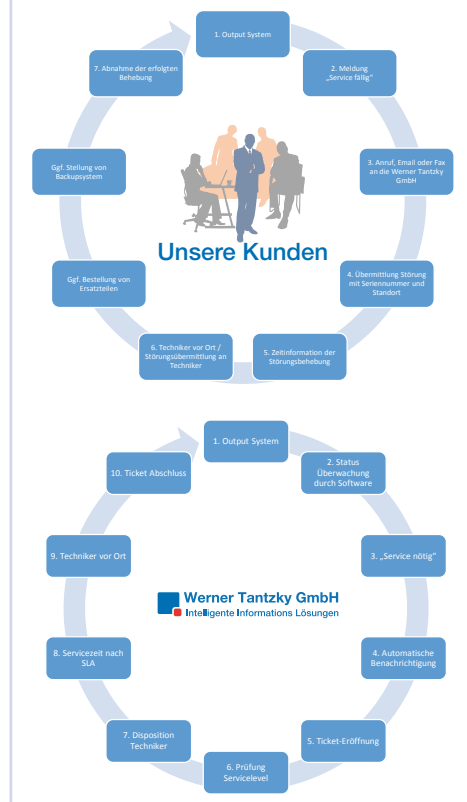 1. Output System
2. Meldung
„Service fällig"
3. Anruf, Email oder Fax
an die Werner Tantzky
GmbH
4. Übermittlung Störung
mit Seriennummer und
Standort
5. Zeitinformation der
Störungsbehebung
6. Techniker vor Ort /
Störungsübermittlung an
Techniker
Ggf. Bestellung von
Ersatzteilen
Ggf. Stellung von
Backupsystem
7. Abnahme der erfolgten
Behebung
Unsere Kunden
1. Output System
2. Status
Überwachung
durch Software
3. „Service nötig"
4. Automatische
Benachrichtigung
5. Ticket-Eröffnung
6. Prüfung
Servicelevel
7. Disposition
Techniker
8. Servicezeit nach
SLA
9. Techniker vor Ort
10. Ticket Abschluss
Werner Tantzky GmbH
Intelligente Informations Lösungen